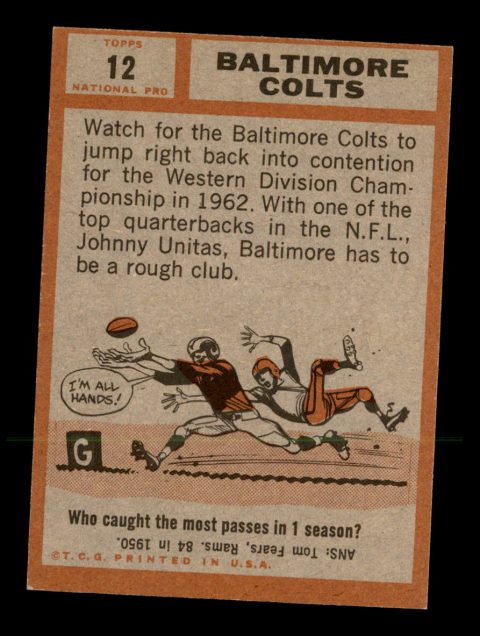 TOPPS
12
NATIONAL PRO
BALTIMORE
COLTS
Watch for the Baltimore Colts to
jump right back into contention
for the Western Division Cham-
pionship in 1962. With one of the
top quarterbacks in the N.F.L.,
Johnny Unitas, Baltimore has to
be a rough club.
I'M ALL
HANDS!
G
Who caught the most passes in 1 season?
ANS: Tom Fears, Rams. 84 in 1950.
©T.C.G. PRINTED IN U.S.A.